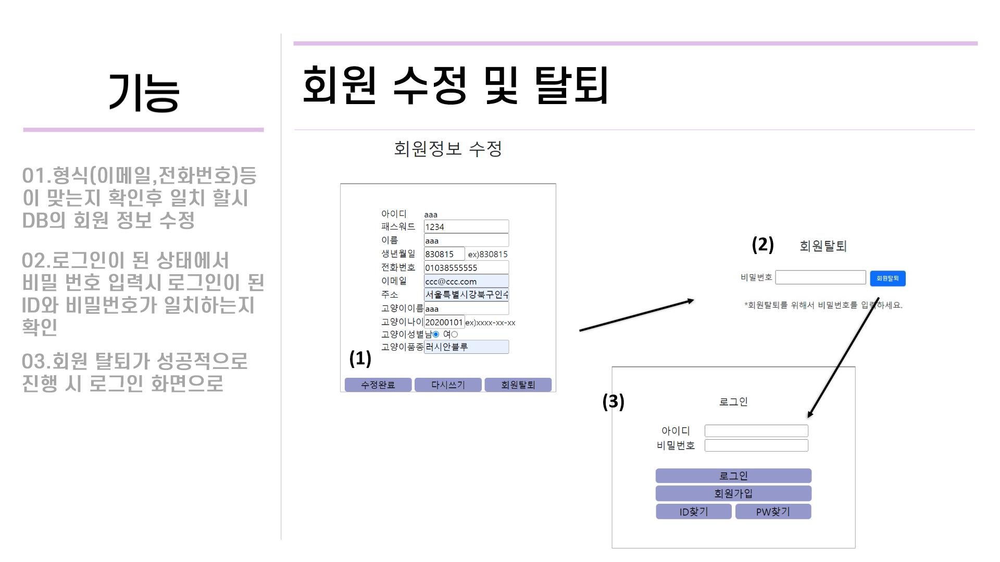 기능
01.형식(이메일,전화번호)등
이 맞는지 확인후 일치 할시
DB의 회원 정보 수정
02.로그인이 된 상태에서
비밀 번호 입력시 로그인이 된
ID와 비밀번호가 일치하는지
확인
03.회원 탈퇴가 성공적으로
진행 시 로그인 화면으로
회원 수정 및 탈퇴
회원정보 수정
아이디 aaa
패스워드 1234
이름 aaa
생년월일 830815 ex)830815
전화번호 01038555555
이메일 ccc@ccc.com
주소 서울특별시강북구인수
고양이이름 aaa
고양이나이 20200101 ex)xxxx-xx-xx
고양이성별 남 여
고양이품종 러시안블루
(1)
수정완료 다시쓰기 회원탈퇴
(2) 회원탈퇴
비밀번호 회원탈퇴
*회원탈퇴를 위해서 비밀번호를 입력하세요.
(3) 로그인
아이디
비밀번호
로그인
회원가입
ID찾기 PW찾기